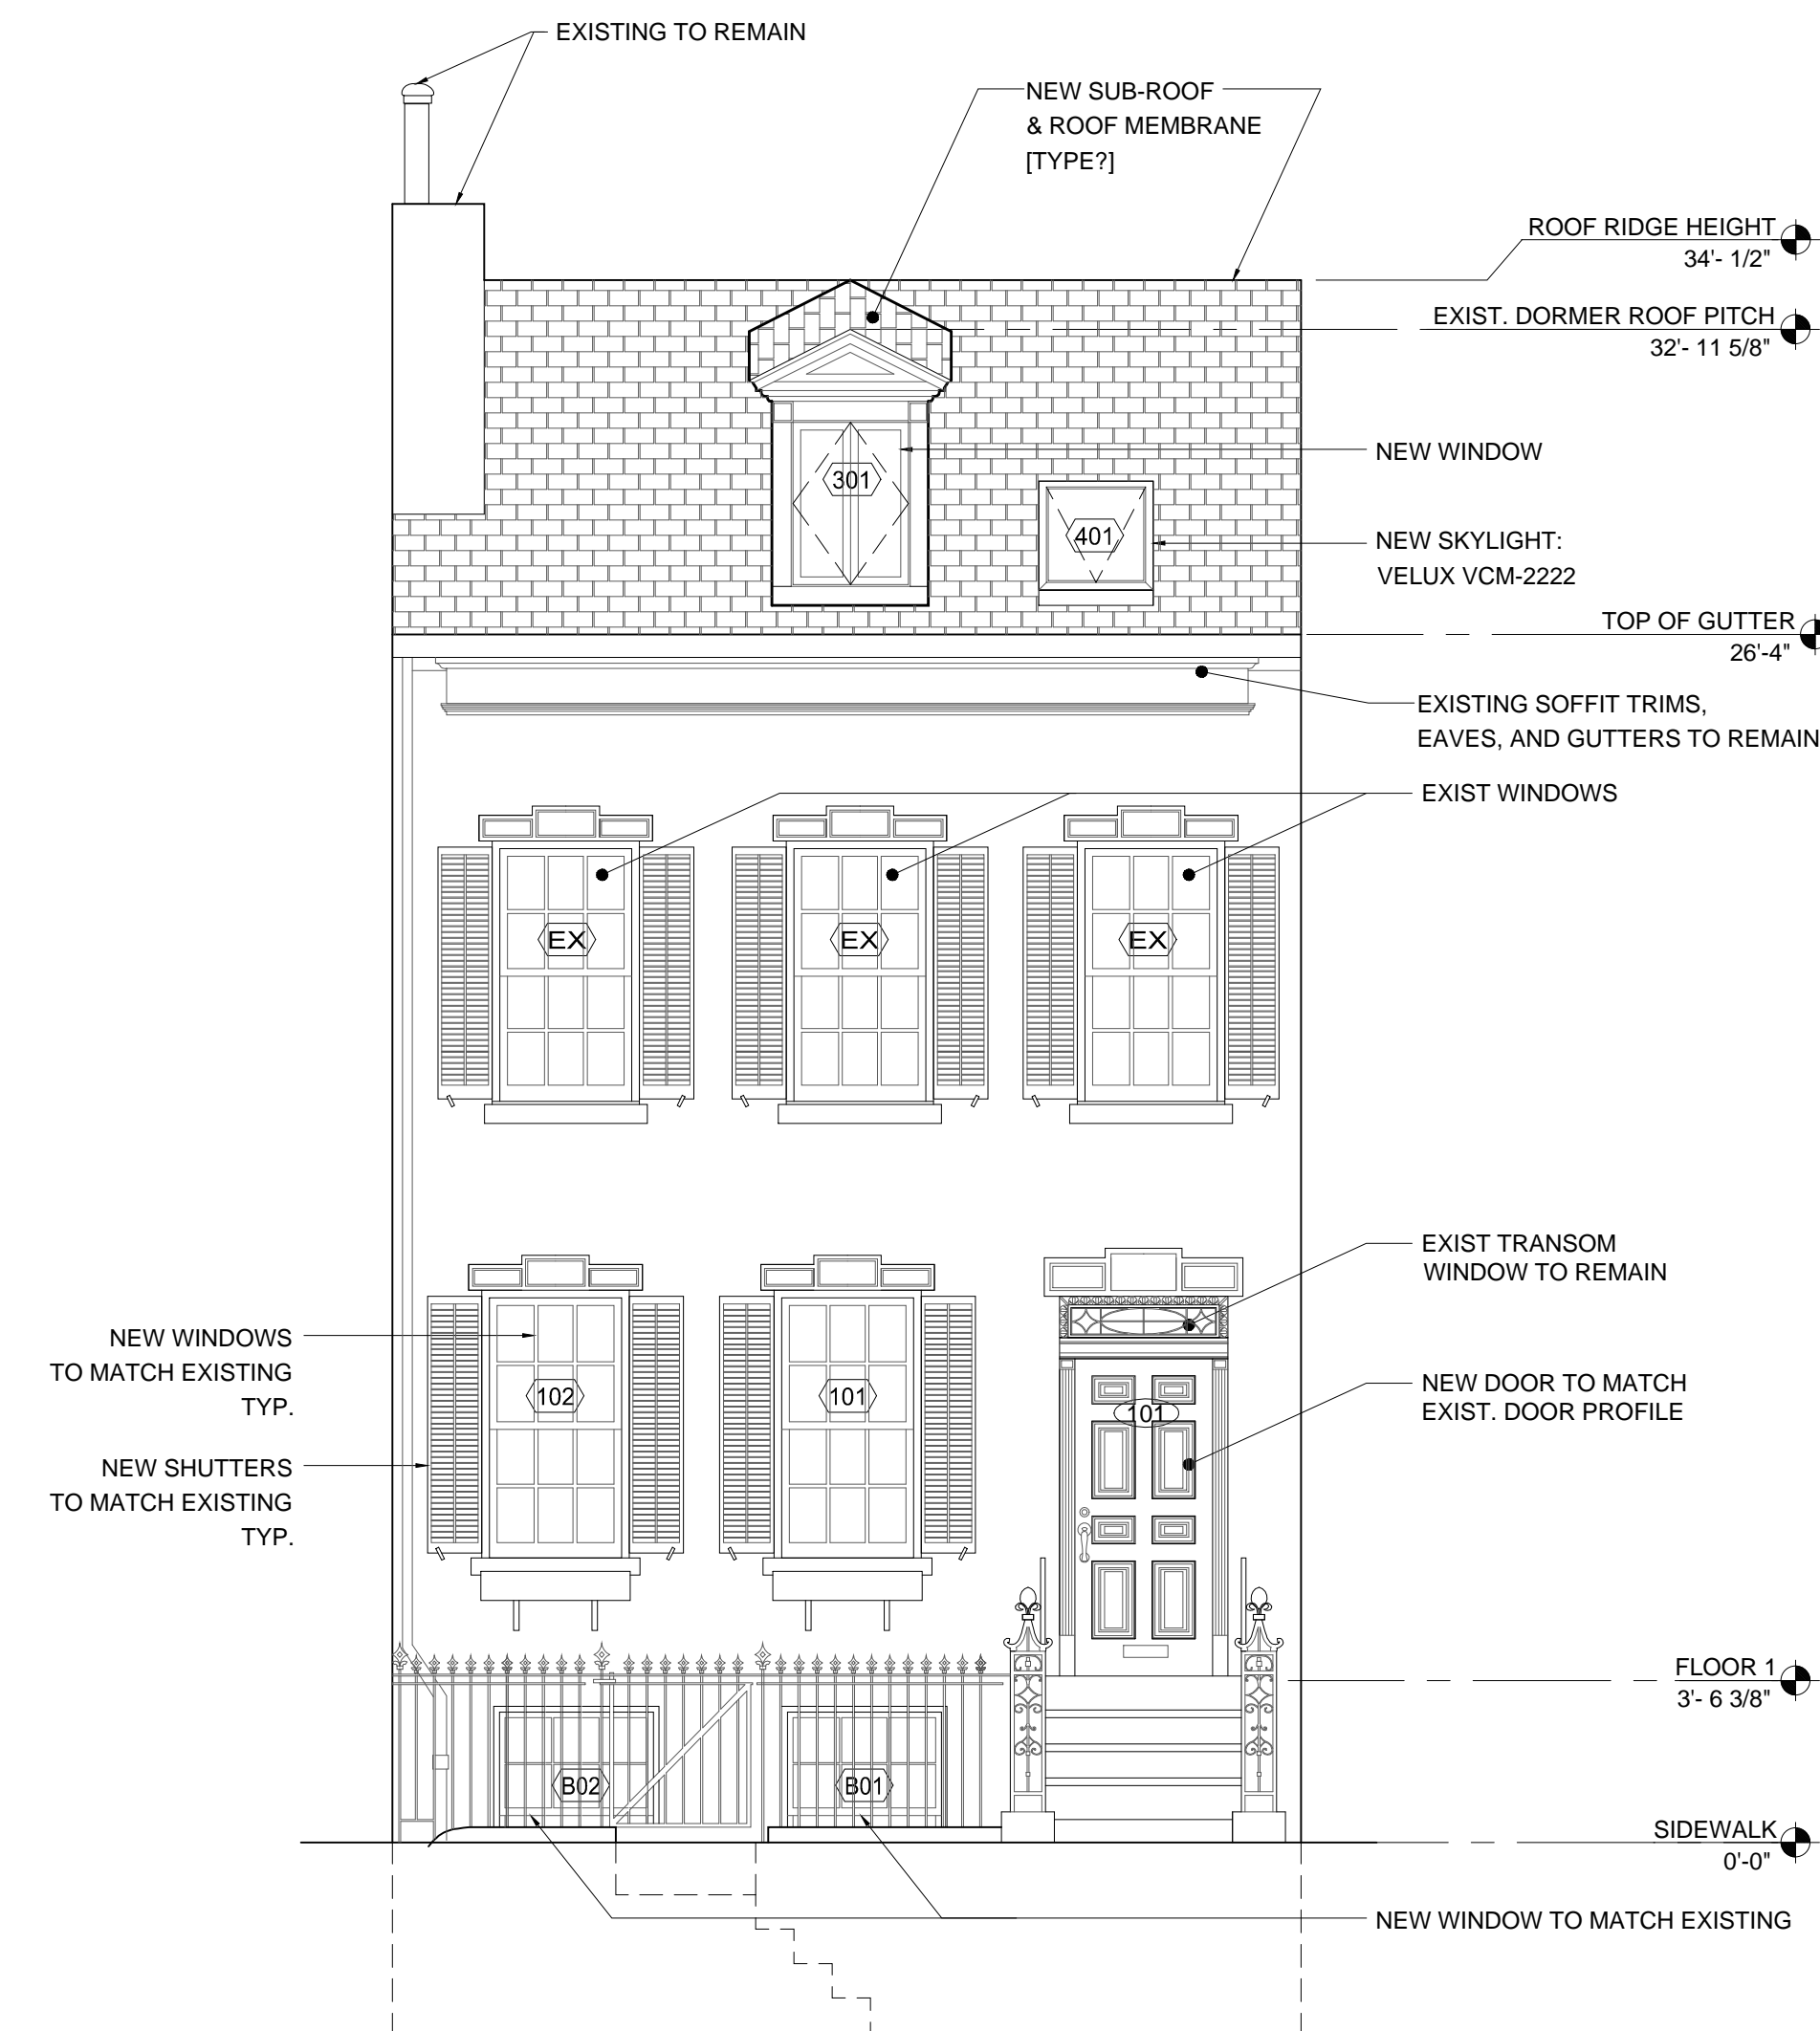 EXISTING TO REMAIN
NEW SUB-ROOF
& ROOF MEMBRANE
[TYPE?]
ROOF RIDGE HEIGHT
34'- 1/2"
EXIST. DORMER ROOF PITCH
32'- 11 5/8"
NEW WINDOW
301
401
NEW SKYLIGHT:
VELUX VCM-2222
TOP OF GUTTER
26'-4"
EXISTING SOFFIT TRIMS,
EAVES, AND GUTTERS TO REMAIN
EXIST WINDOWS
EX
EX
EX
EXIST TRANSOM
WINDOW TO REMAIN
NEW WINDOWS
TO MATCH EXISTING
TYP.
102
101
101
NEW DOOR TO MATCH
EXIST. DOOR PROFILE
NEW SHUTTERS
TO MATCH EXISTING
TYP.
FLOOR 1
3'- 6 3/8"
B02
B01
SIDEWALK
0'-0"
NEW WINDOW TO MATCH EXISTING